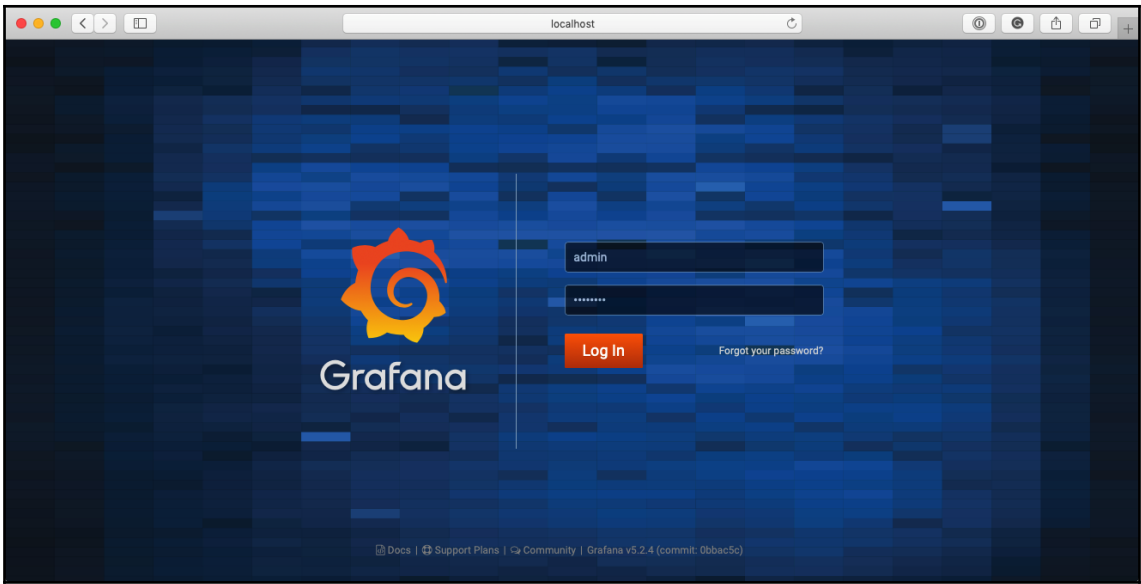 localhost
admin
••••••••
Log In
Forgot your password?
Grafana
Docs | Support Plans | Community | Grafana v5.2.4 (commit: 0bbac5c)